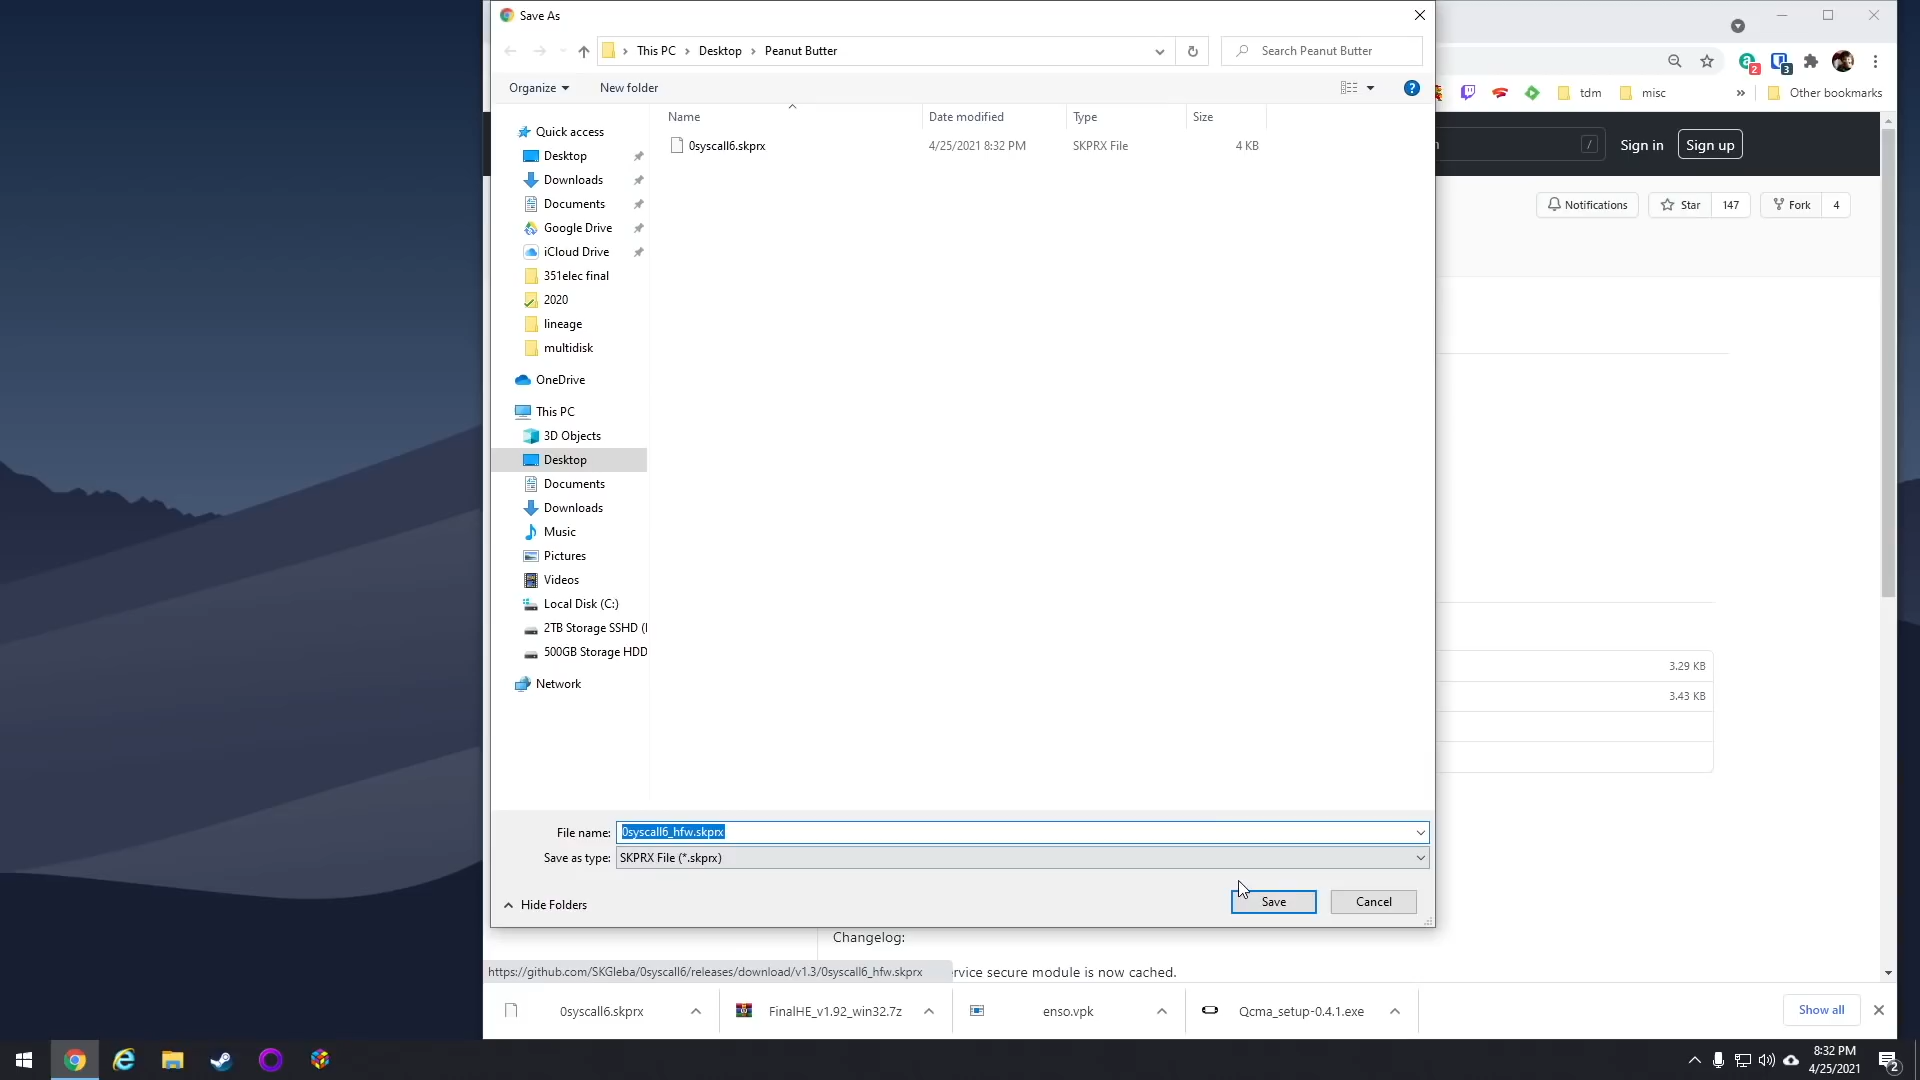 Save As
This PC > Desktop > Peanut Butter
Search Peanut Butter
Organize
New folder
?
Name
Date modified
Type
Size
0syscall6.skprx
4/25/2021 8:32 PM
SKPRX File
4 KB
Quick access
Desktop
Downloads
Documents
Google Drive
iCloud Drive
351elec final
2020
lineage
multidisk
OneDrive
This PC
3D Objects
Desktop
Documents
Downloads
Music
Pictures
Videos
Local Disk (C:)
2TB Storage SSHD (
500GB Storage HDD
Network
File name:
0syscall6_hfw.skprx
Save as type:
SKPRX File (*.skprx)
Hide Folders
Save
Cancel
2
3
tdm
misc
»
Other bookmarks
/
Sign in
Sign up
Notifications
Star
147
Fork
4
3.29 KB
3.43 KB
Changelog:
https://github.com/SKGleba/0syscall6/releases/download/v1.3/0syscall6_hfw.skprx
rvice secure module is now cached.
0syscall6.skprx
FinalHE_v1.92_win32.7z
enso.vpk
Qcma_setup-0.4.1.exe
Show all
8:32 PM
4/25/2021
2